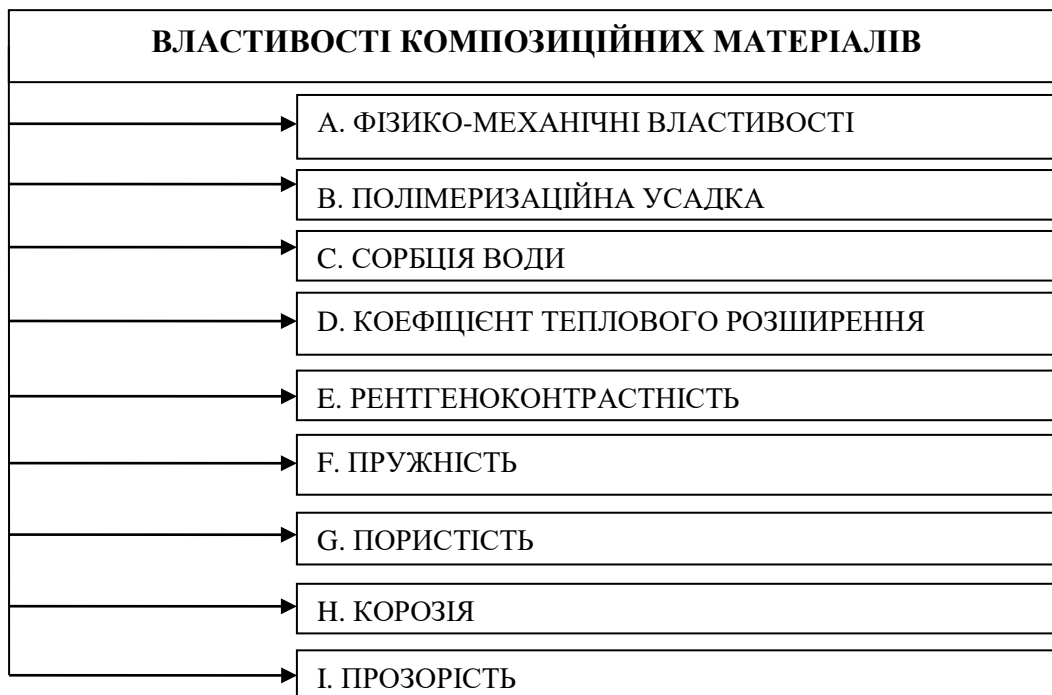 ВЛАСТИВОСТІ КОМПОЗИЦІЙНИХ МАТЕРІАЛІВ
A. ФІЗИКО-МЕХАНІЧНІ ВЛАСТИВОСТІ
B. ПОЛІМЕРИЗАЦІЙНА УСАДКА
C. СОРБЦІЯ ВОДИ
D. КОЕФІЦІЄНТ ТЕПЛОВОГО РОЗШИРЕННЯ
E. РЕНТГЕНОКОНТРАСТНІСТЬ
F. ПРУЖНІСТЬ
G. ПОРИСТІСТЬ
H. КОРОЗІЯ
I. ПРОЗОРІСТЬ